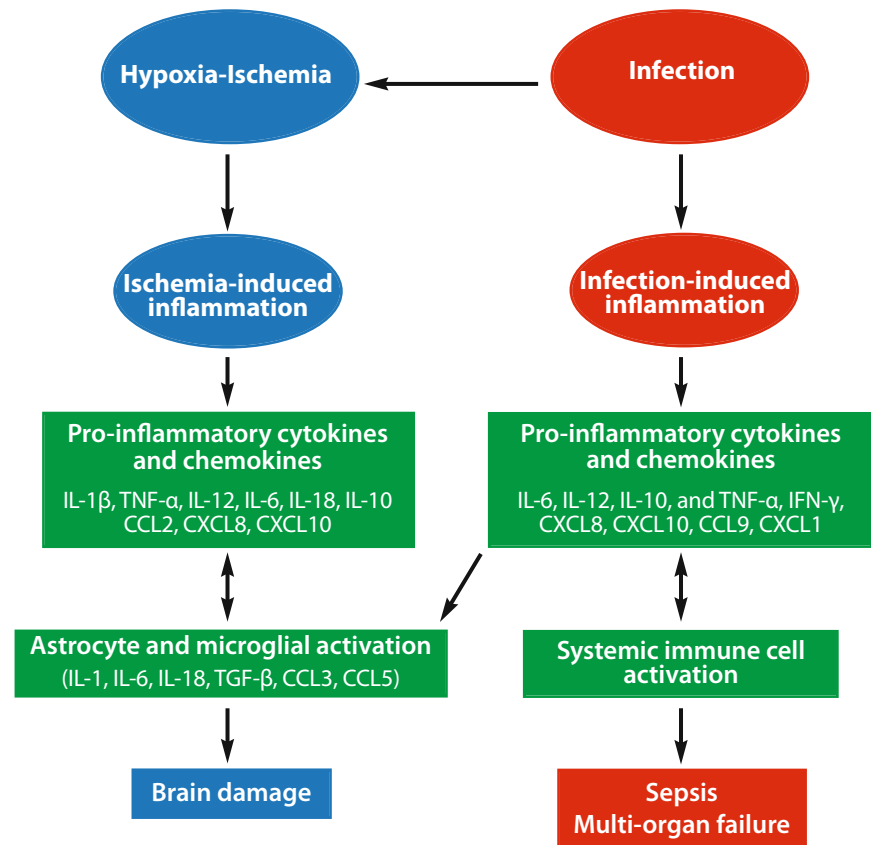 Hypoxia-Ischemia
Infection
Ischemia-induced
inflammation
Infection-induced
inflammation
Pro-inflammatory cytokines
and chemokines
IL-1β, TNF-α, IL-12, IL-6, IL-18, IL-10
CCL2, CXCL8, CXCL10
Pro-inflammatory cytokines
and chemokines
IL-6, IL-12, IL-10, and TNF-α, IFN-γ,
CXCL8, CXCL10, CCL9, CXCL1
Astrocyte and microglial activation
(IL-1, IL-6, IL-18, TGF-β, CCL3, CCL5)
Systemic immune cell
activation
Brain damage
Sepsis
Multi-organ failure